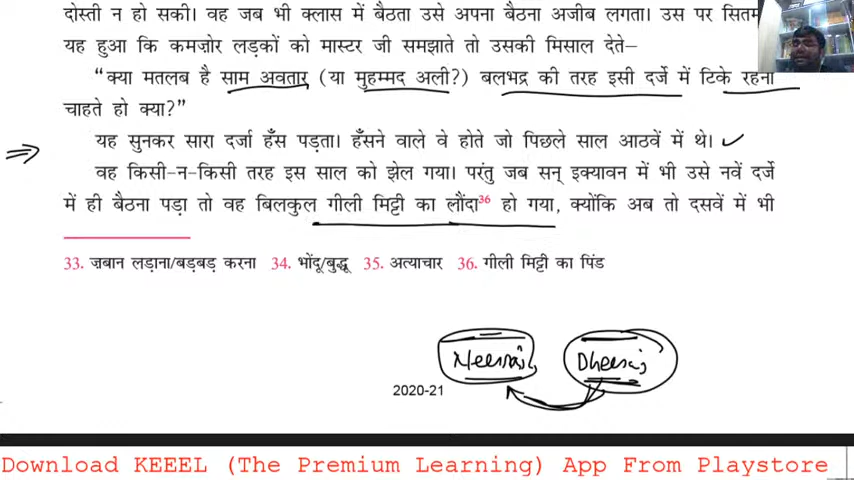 दोस्ती न हो सकी। वह जब भी क्लास में बैठता उसे अपना बैठना अजीब लगता। उस पर सितम
यह हुआ कि कमज़ोर लड़कों को मास्टर जी समझाते तो उसकी मिसाल देते–
“क्या मतलब है साम अवतार (या मुहम्मद अली?) बलभद्र की तरह इसी दर्जे में टिके रहना
चाहते हो क्या?”
यह सुनकर सारा दर्जा हँस पड़ता। हँसने वाले वे होते जो पिछले साल आठवें में थे।
वह किसी-न-किसी तरह इस साल को झेल गया। परंतु जब सन् इक्यावन में भी उसे नवें दर्जे
में ही बैठना पड़ा तो वह बिलकुल गीली मिट्टी का लौंदा36 हो गया, क्योंकि अब तो दसवें में भी
33. ज़बान लड़ाना/बड़बड़ करना 34. भोंदू/बुद्धू 35. अत्याचार 36. गीली मिट्टी का पिंड
Neeraj Dheeraj
2020-21
Download KEEEL (The Premium Learning) App From Playstore